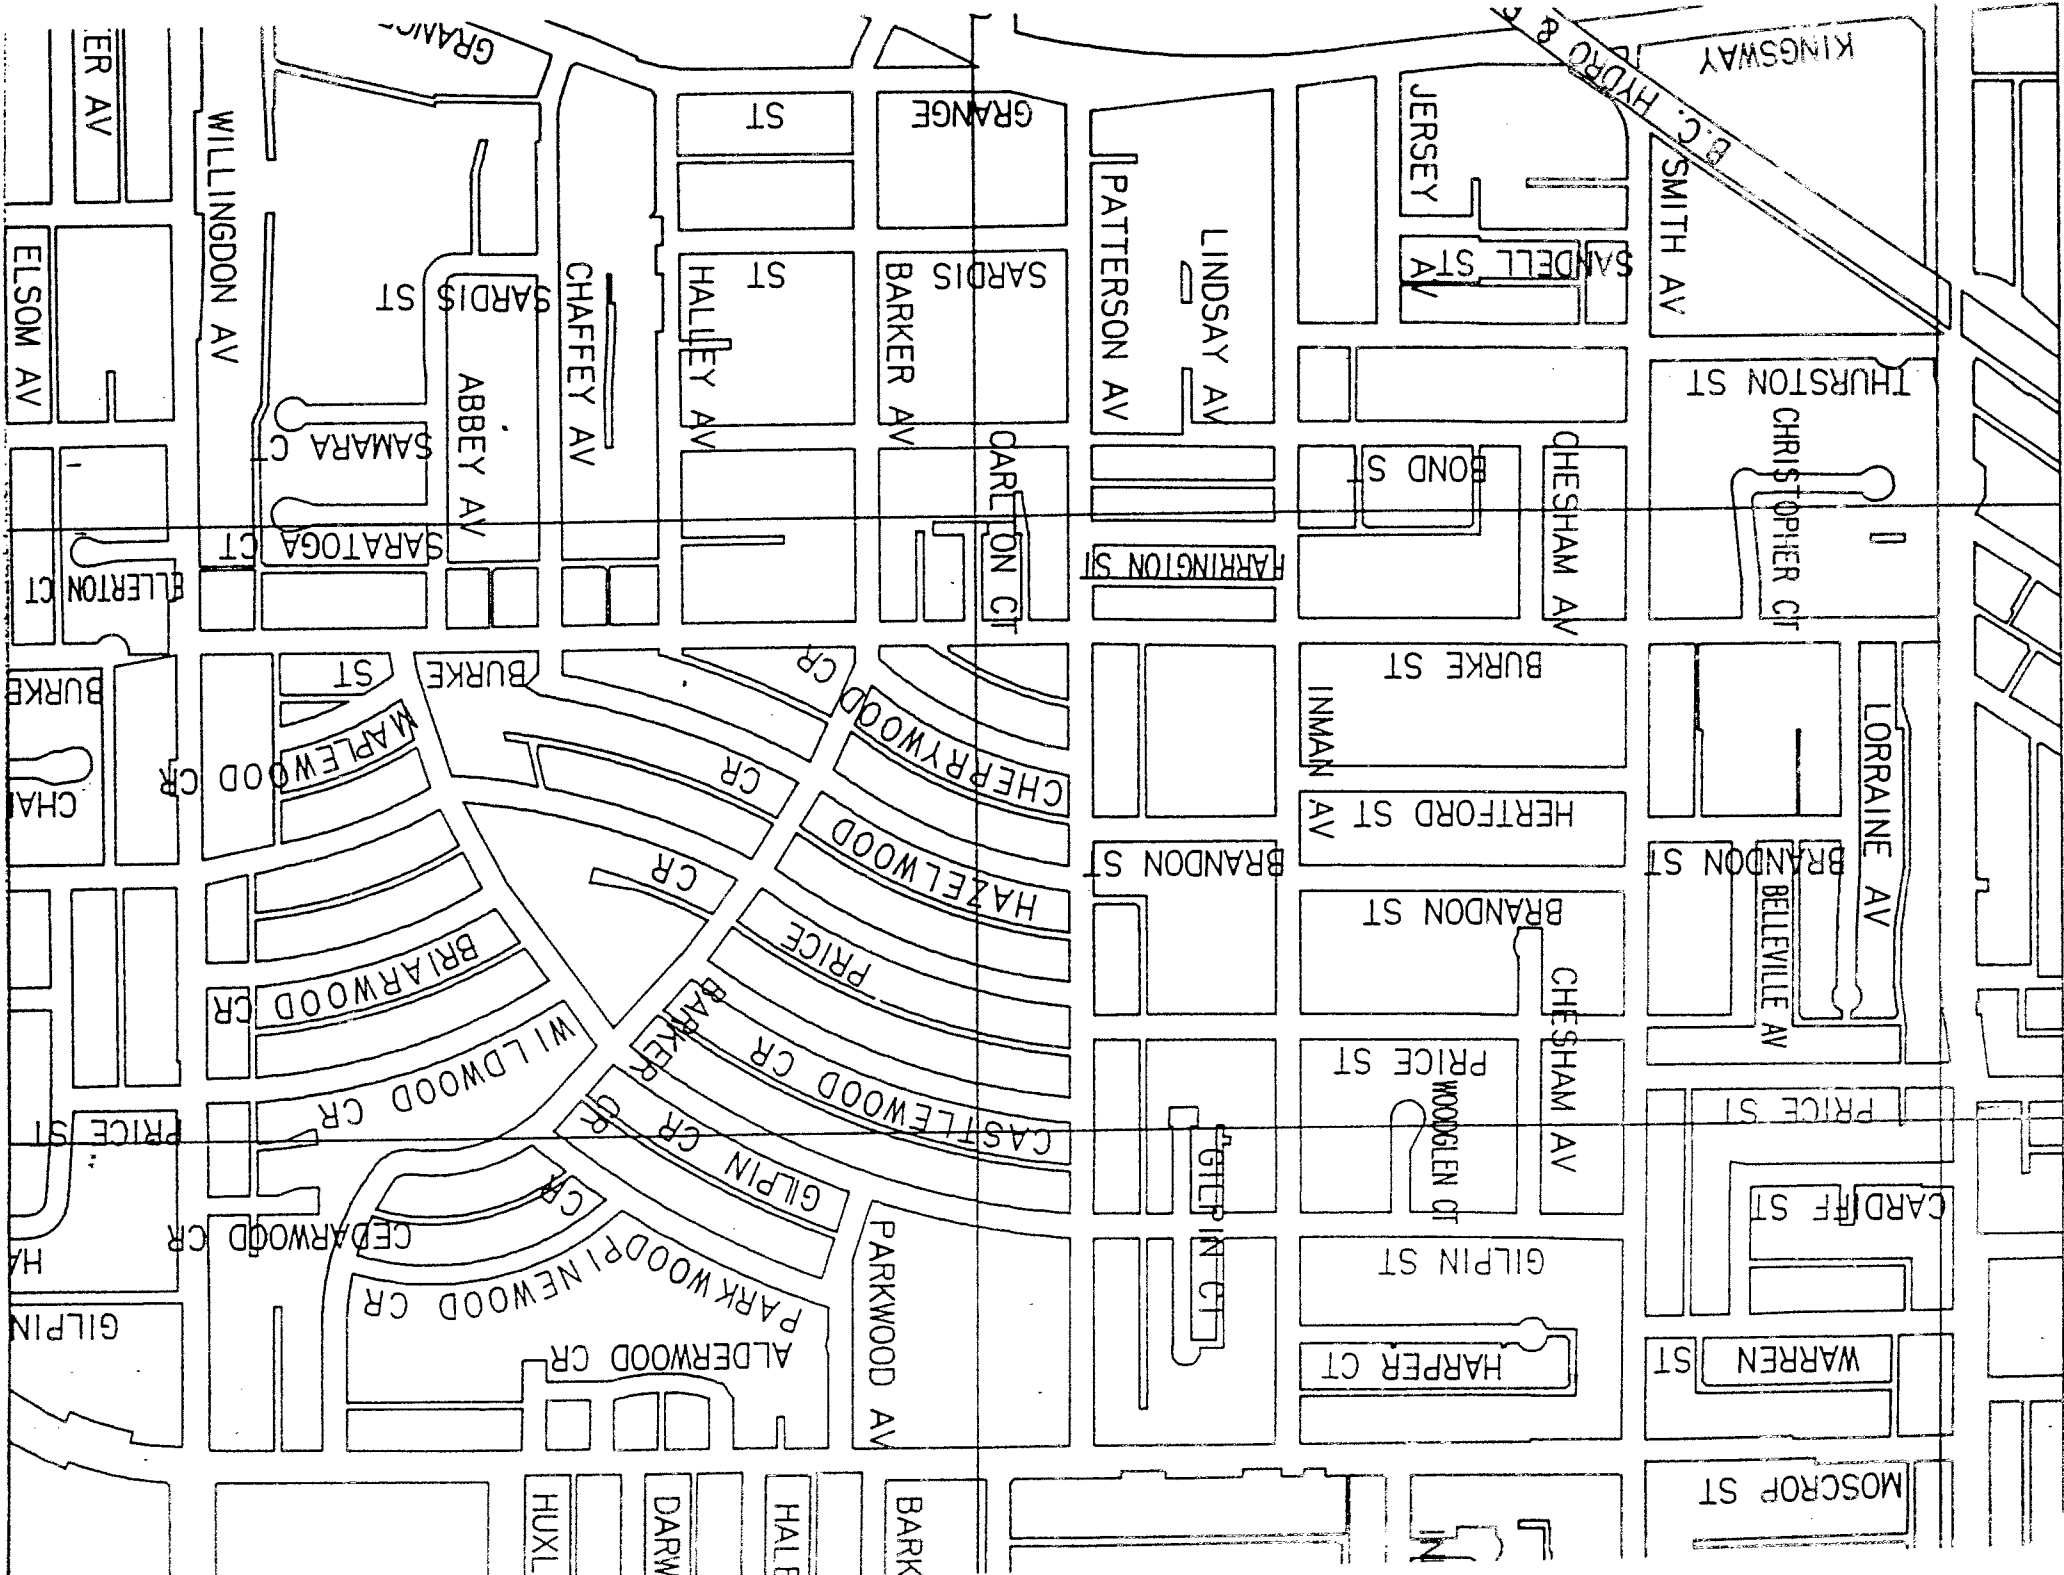 KINGSWAY
B.C. HYDRO &
GRANGE
ST
JERSEY AV
SMITH AV
WILLINGDON AV
ELSOM AV
SARDIS ST
SARDIS
ST
SANDELL ST
CHAFFEY AV
HALLEY AV
BARKER AV
PATTERSON AV
LINDSAY AV
THURSTON ST
CHRISTOPHER CT
SAMARA CT
ABBEY AV
CARLTON CT
BOND ST
CHESHAM AV
SARATOGA CT
ELLERTON CT
HARRINGTON ST
BURKE
BURKE ST
BURKE ST
INMAN AV
LORRAINE AV
MAPLEWOOD CR
CHERRYWOOD CR
HERTFORD ST
HAZELWOOD CR
BRANDON ST
BRANDON ST
BRANDON ST
BELLEVILLE AV
PRICE CR
BRIARWOOD CR
BARKER CR
WILDWOOD CR
CASTLEWOOD CR
CHESHAM AV
PRICE ST
PRICE ST
PRICE ST
WOODGLEN CT
GILPIN CR
GILPIN CT
CARDIFF ST
CEDARWOOD CR
PINEWOOD CR
PARKWOOD CR
PARKWOOD AV
GILPIN ST
GILPIN
ALDERWOOD CR
HARPER CT
WARREN ST
MOSCROP ST
HUXL
DARW
HALE
BARK
IN
ER AV
HA